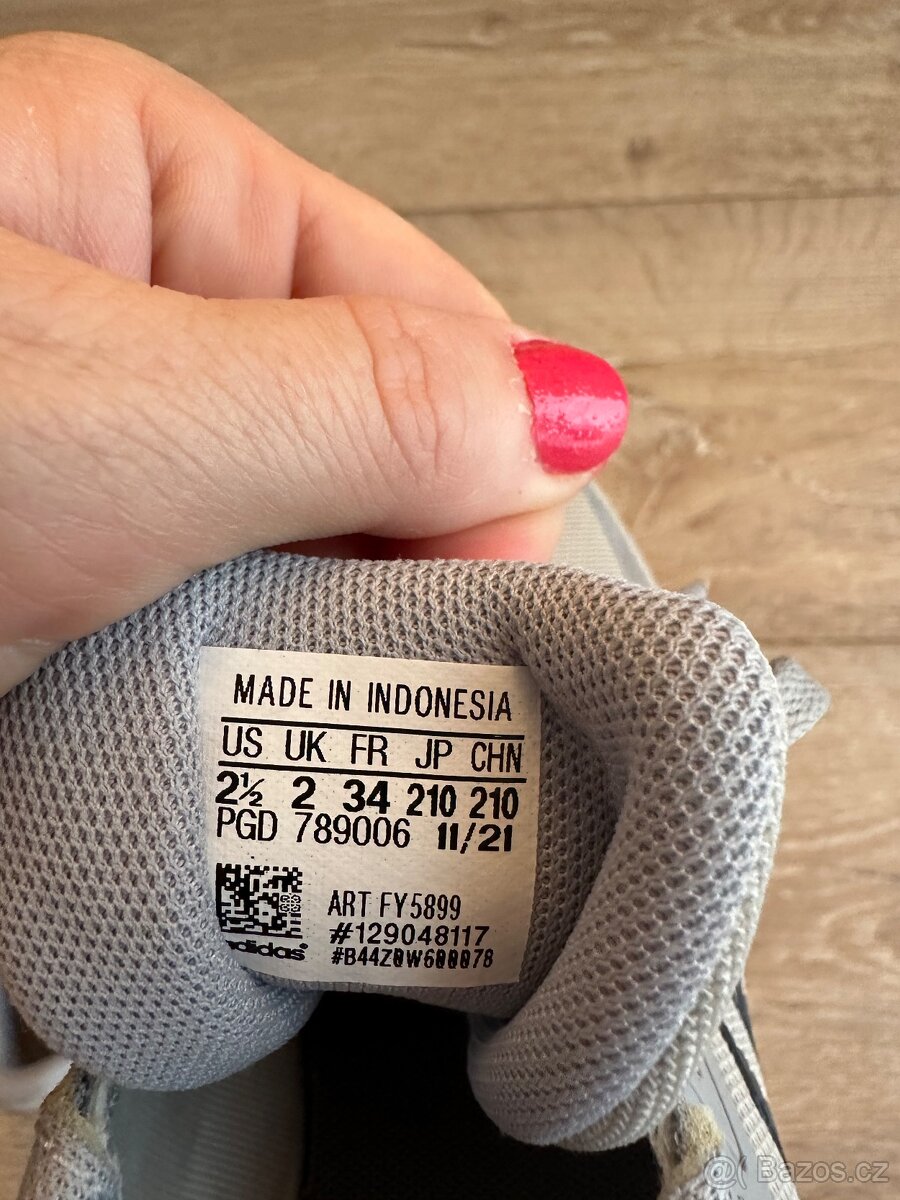 MADE IN INDONESIA
US UK FR JP CHN
2½ 2 34 210 210
PGD 789006 11/21
ART FY5899
#129048117
adidas #B44Z0W600078
@ Bazos.cz